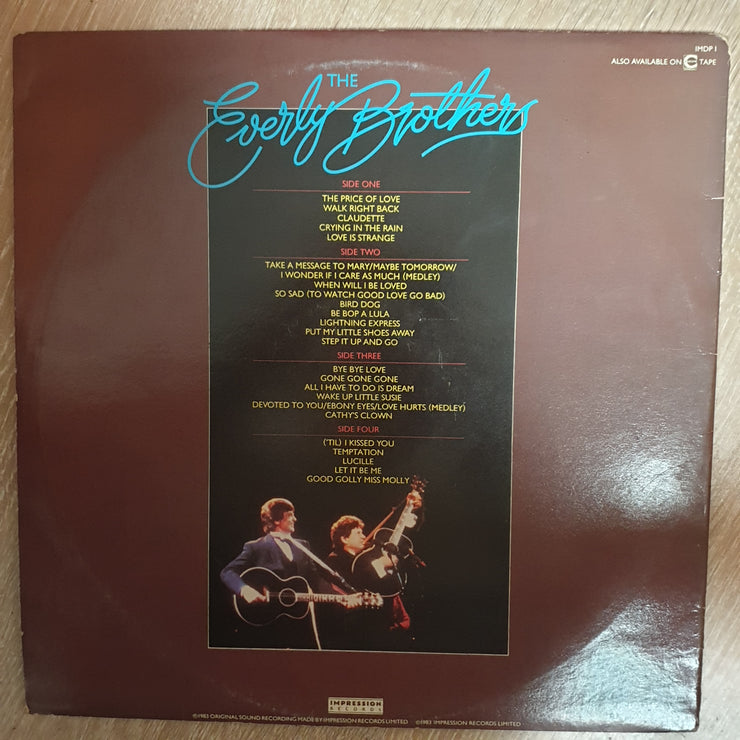 IMDP 1
ALSO AVAILABLE ON TAPE
THE
Everly Brothers
SIDE ONE
THE PRICE OF LOVE
WALK RIGHT BACK
CLAUDETTE
CRYING IN THE RAIN
LOVE IS STRANGE
SIDE TWO
TAKE A MESSAGE TO MARY/MAYBE TOMORROW/
I WONDER IF I CARE AS MUCH (MEDLEY)
WHEN WILL I BE LOVED
SO SAD (TO WATCH GOOD LOVE GO BAD)
BIRD DOG
BE BOP A LULA
LIGHTNING EXPRESS
PUT MY LITTLE SHOES AWAY
STEP IT UP AND GO
SIDE THREE
BYE BYE LOVE
GONE GONE GONE
ALL I HAVE TO DO IS DREAM
WAKE UP LITTLE SUSIE
DEVOTED TO YOU/EBONY EYES/LOVE HURTS (MEDLEY)
CATHY'S CLOWN
SIDE FOUR
('TIL) I KISSED YOU
TEMPTATION
LUCILLE
LET IT BE ME
GOOD GOLLY MISS MOLLY
IMPRESSION
RECORDS
℗1983 ORIGINAL SOUND RECORDING MADE BY IMPRESSION RECORDS LIMITED ©1983 IMPRESSION RECORDS LIMITED